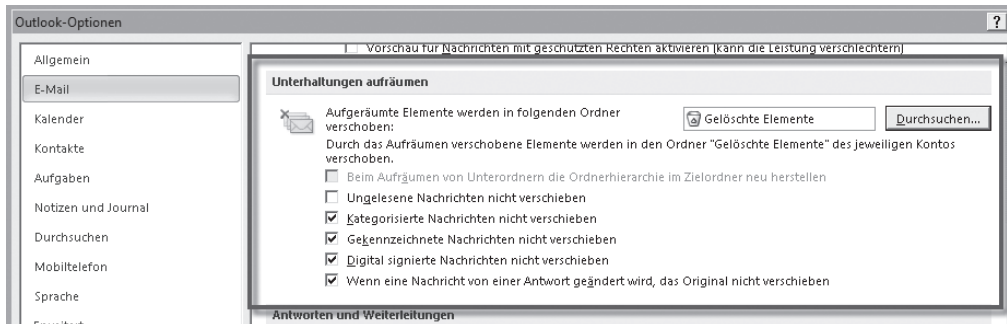 Outlook-Optionen
?
Allgemein
E-Mail
Kalender
Kontakte
Aufgaben
Notizen und Journal
Durchsuchen
Mobiltelefon
Sprache
Vorschau für Nachrichten mit geschützten Rechten aktivieren (kann die Leistung verschlechtern)
Unterhaltungen aufräumen
Aufgeräumte Elemente werden in folgenden Ordner
verschoben:
Gelöschte Elemente
Durchsuchen...
Durch das Aufräumen verschobene Elemente werden in den Ordner "Gelöschte Elemente" des jeweiligen Kontos
verschoben.
Beim Aufräumen von Unterordnern die Ordnerhierarchie im Zielordner neu herstellen
Ungelesene Nachrichten nicht verschieben
Kategorisierte Nachrichten nicht verschieben
Gekennzeichnete Nachrichten nicht verschieben
Digital signierte Nachrichten nicht verschieben
Wenn eine Nachricht von einer Antwort geändert wird, das Original nicht verschieben
Antworten und Weiterleitungen